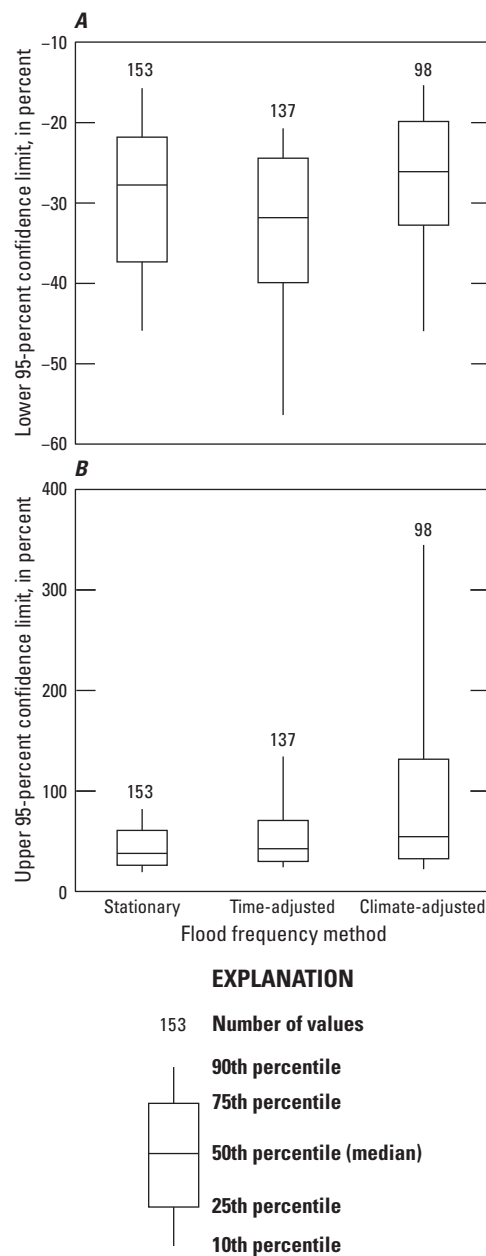 A
Lower 95-percent confidence limit, in percent
–10
–20
–30
–40
–50
–60
153
137
98
B
Upper 95-percent confidence limit, in percent
400
300
200
100
0
153
137
98
Stationary Time-adjusted Climate-adjusted
Flood frequency method
EXPLANATION
153 Number of values
90th percentile
75th percentile
50th percentile (median)
25th percentile
10th percentile